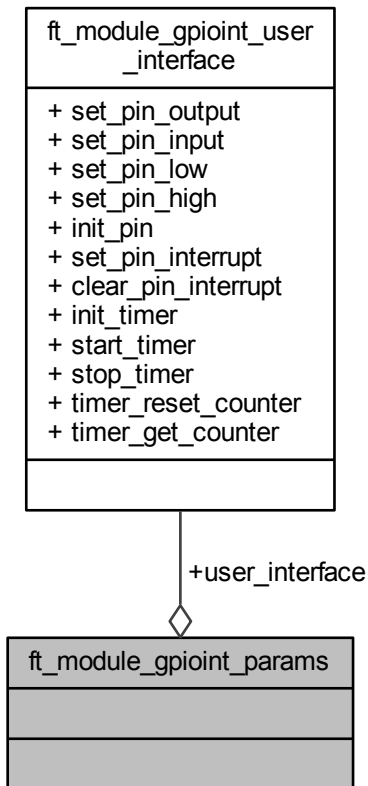 ft_module_gpioint_user
_interface
+ set_pin_output
+ set_pin_input
+ set_pin_low
+ set_pin_high
+ init_pin
+ set_pin_interrupt
+ clear_pin_interrupt
+ init_timer
+ start_timer
+ stop_timer
+ timer_reset_counter
+ timer_get_counter
+user_interface
ft_module_gpioint_params